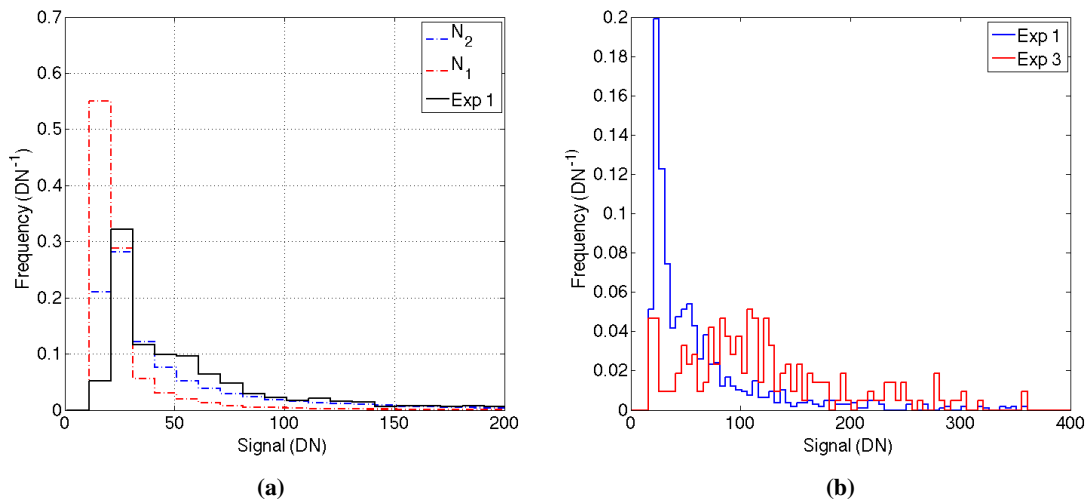 0.7
0.6
0.5
0.4
0.3
0.2
0.1
0
0 50 100 150 200
Frequency (DN⁻¹)
Signal (DN)
N₂
N₁
Exp 1
(a)
0.2
0.18
0.16
0.14
0.12
0.1
0.08
0.06
0.04
0.02
0
0 100 200 300 400
Frequency (DN⁻¹)
Signal (DN)
Exp 1
Exp 3
(b)